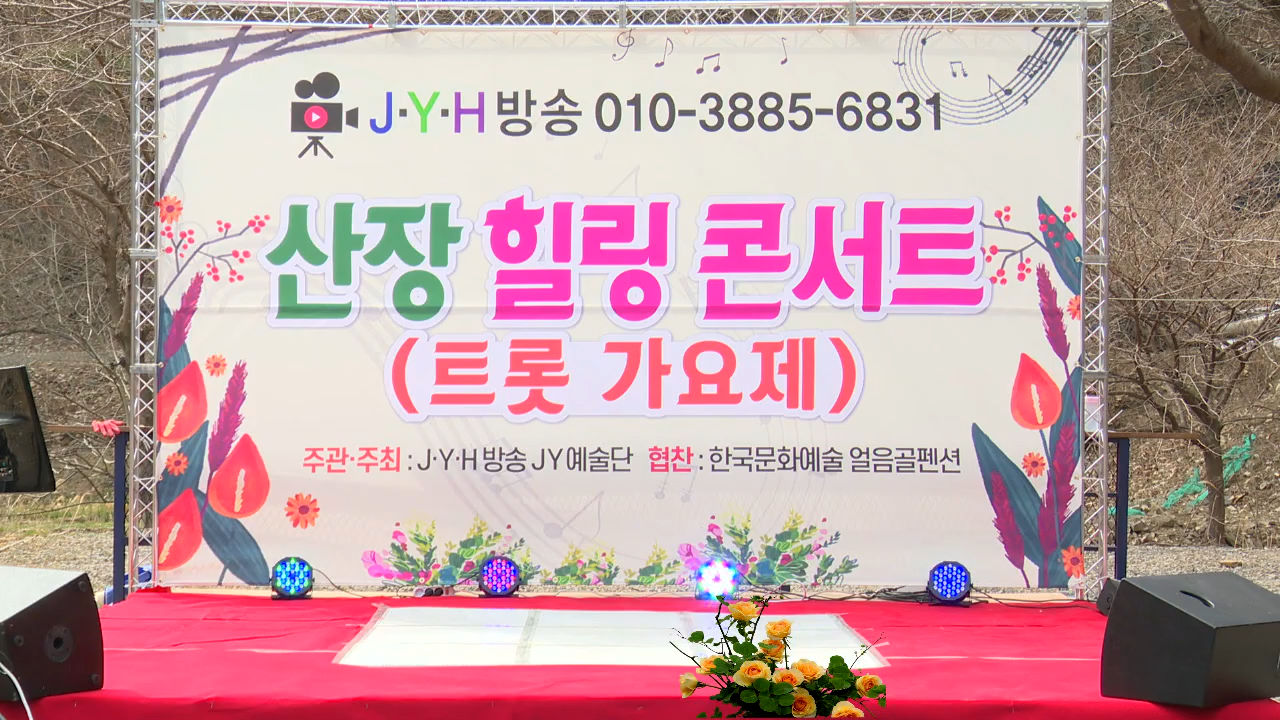 J·Y·H 방송 010-3885-6831
산장 힐링 콘서트
(트롯 가요제)
주관·주최 : J·Y·H 방송 JY 예술단 협찬 : 한국문화예술 얼음골펜션